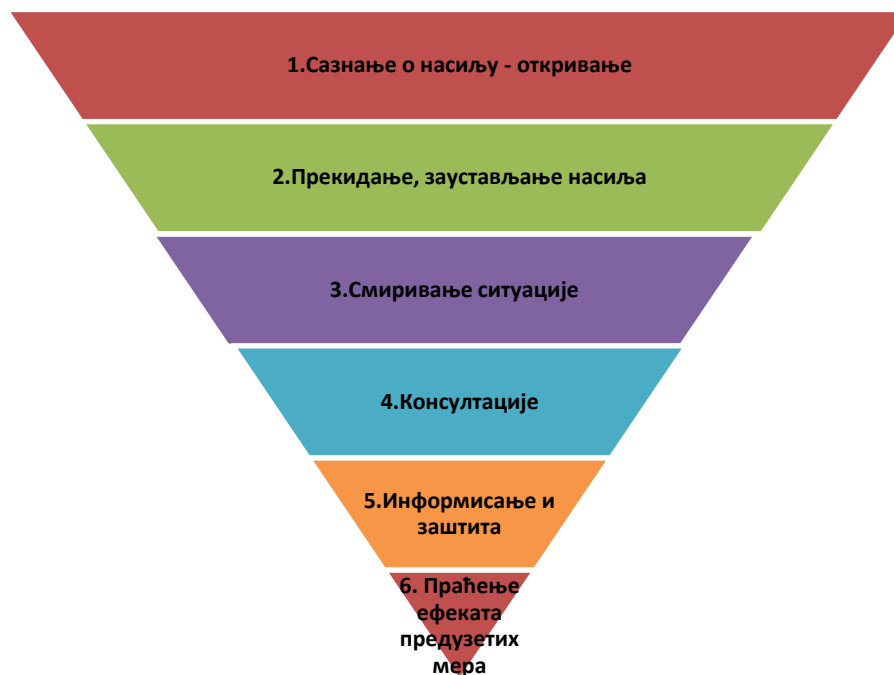 1.Сазнање о насиљу - откривање
2.Прекидање, заустављање насиља
3.Смиривање ситуације
4.Консултације
5.Информисање и
заштита
6. Праћење
ефеката
предузетих
мера